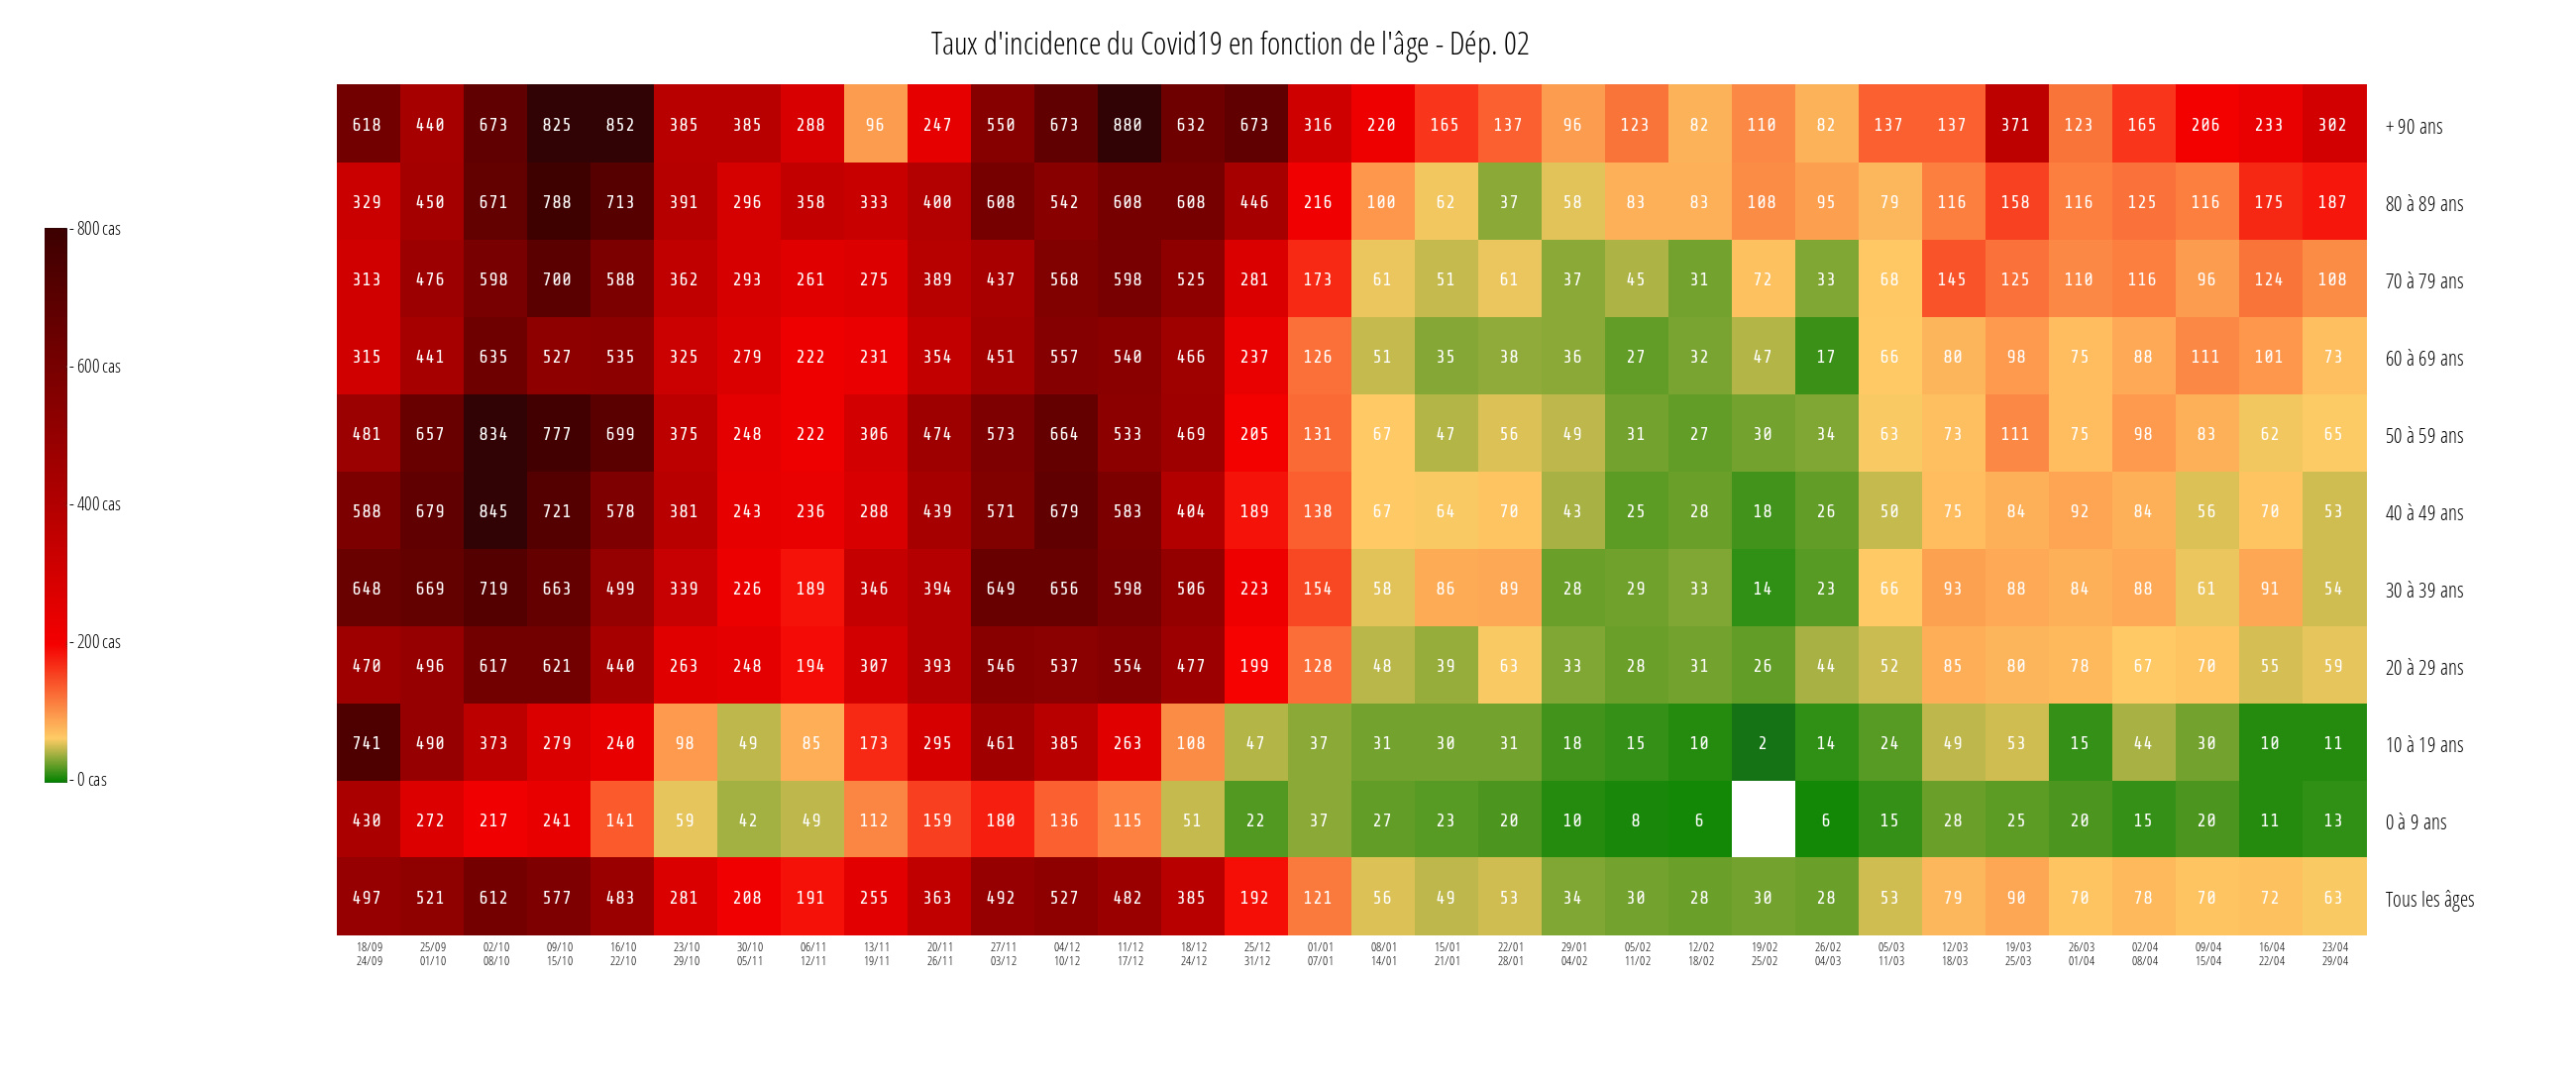 Taux d'incidence du Covid19 en fonction de l'âge - Dép. 02
- 800 cas
- 600 cas
- 400 cas
- 200 cas
- 0 cas
618 440 673 825 852 385 385 288 96 247 550 673 880 632 673 316 220 165 137 96 123 82 110 82 137 137 371 123 165 206 233 302 + 90 ans
329 450 671 788 713 391 296 358 333 400 608 542 608 608 446 216 100 62 37 58 83 83 108 95 79 116 158 116 125 116 175 187 80 à 89 ans
313 476 598 700 588 362 293 261 275 389 437 568 598 525 281 173 61 51 61 37 45 31 72 33 68 145 125 110 116 96 124 108 70 à 79 ans
315 441 635 527 535 325 279 222 231 354 451 557 540 466 237 126 51 35 38 36 27 32 47 17 66 80 98 75 88 111 101 73 60 à 69 ans
481 657 834 777 699 375 248 222 306 474 573 664 533 469 205 131 67 47 56 49 31 27 30 34 63 73 111 75 98 83 62 65 50 à 59 ans
588 679 845 721 578 381 243 236 288 439 571 679 583 404 189 138 67 64 70 43 25 28 18 26 50 75 84 92 84 56 70 53 40 à 49 ans
648 669 719 663 499 339 226 189 346 394 649 656 598 506 223 154 58 86 89 28 29 33 14 23 66 93 88 84 88 61 91 54 30 à 39 ans
470 496 617 621 440 263 248 194 307 393 546 537 554 477 199 128 48 39 63 33 28 31 26 44 52 85 80 78 67 70 55 59 20 à 29 ans
741 490 373 279 240 98 49 85 173 295 461 385 263 108 47 37 31 30 31 18 15 10 2 14 24 49 53 15 44 30 10 11 10 à 19 ans
430 272 217 241 141 59 42 49 112 159 180 136 115 51 22 37 27 23 20 10 8 6 6 15 28 25 20 15 20 11 13 0 à 9 ans
497 521 612 577 483 281 208 191 255 363 492 527 482 385 192 121 56 49 53 34 30 28 30 28 53 79 90 70 78 70 72 63 Tous les âges
18/09 25/09 02/10 09/10 16/10 23/10 30/10 06/11 13/11 20/11 27/11 04/12 11/12 18/12 25/12 01/01 08/01 15/01 22/01 29/01 05/02 12/02 19/02 26/02 05/03 12/03 19/03 26/03 02/04 09/04 16/04 23/04
24/09 01/10 08/10 15/10 22/10 29/10 05/11 12/11 19/11 26/11 03/12 10/12 17/12 24/12 31/12 07/01 14/01 21/01 28/01 04/02 11/02 18/02 25/02 04/03 11/03 18/03 25/03 01/04 08/04 15/04 22/04 29/04